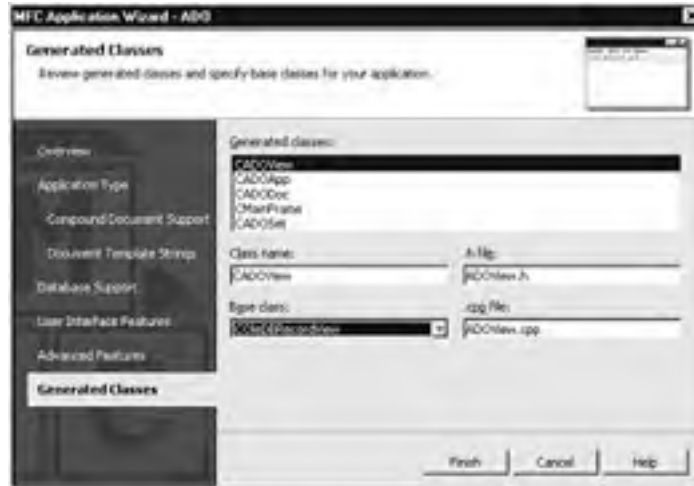 MFC Application Wizard - ADO
Generated Classes
Review generated classes and specify base classes for your application.
Overview
Application Type
Compound Document Support
Document Template Strings
Database Support
User Interface Features
Advanced Features
Generated Classes
Generated classes:
CADOView
CADOApp
CADODoc
CMainFrame
CADOSet
Class name:
.h file:
CADOView
ADOView.h
Base class:
.cpp file:
COleDBRecordView
ADOView.cpp
Finish
Cancel
Help